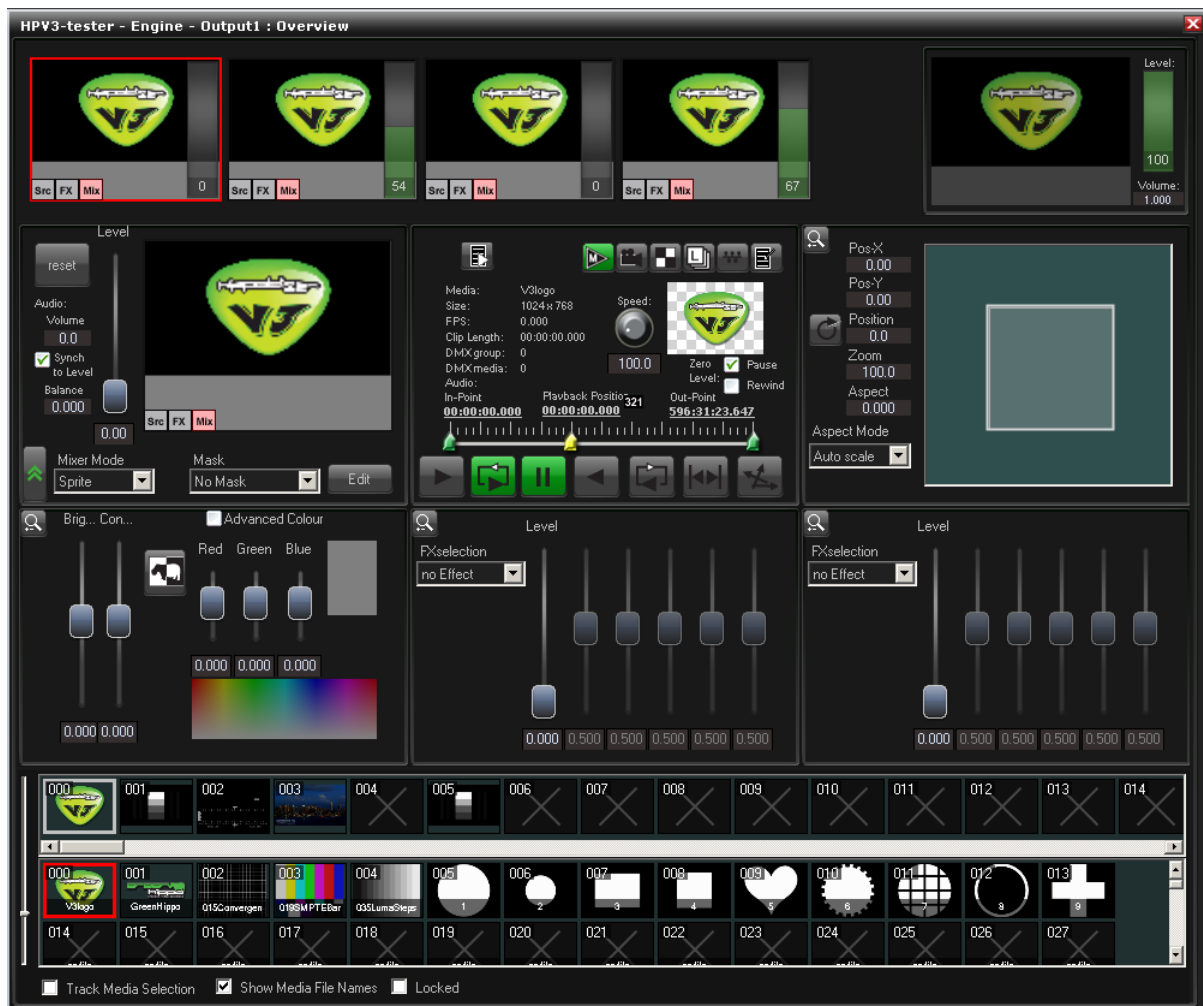 HPV3-tester - Engine - Output1 : Overview
V3
Src FX Mix 0
V3
Src FX Mix 54
V3
Src FX Mix 0
V3
Src FX Mix 67
V3
Level:
100
Volume:
1.000
Level
reset
Audio:
Volume
0.0
Synch
to Level
Balance
0.000
0.00
V3
Src FX Mix
Mixer Mode
Sprite
Mask
No Mask
Edit
M
L
Media: V3logo
Size: 1024 x 768
FPS: 0.000
Clip Length: 00:00:00.000
DMX group: 0
DMX media: 0
Audio:
Speed:
100.0
V3
Zero
Level:
Pause
Rewind
In-Point
00:00:00.000
Playback Position
00:00:00.000
321
Out-Point
596:31:23.647
Pos-X
0.00
Pos-Y
0.00
Position
0.0
Zoom
100.0
Aspect
0.000
Aspect Mode
Auto scale
Brig... Con...
0.000 0.000
Advanced Colour
Red Green Blue
0.000 0.000 0.000
Level
FXselection
no Effect
0.000 0.500 0.500 0.500 0.500 0.500
Level
FXselection
no Effect
0.000 0.500 0.500 0.500 0.500 0.500
000 001 002 003 004 005 006 007 008 009 010 011 012 013 014
V3
000 001 002 003 004 005 006 007 008 009 010 011 012 013
V3logo GreenHippo 015Convergen 019SMPTEBar 035LumaSteps 1 2 3 4 5 6 7 8 9
014 015 016 017 018 019 020 021 022 023 024 025 026 027
Track Media Selection Show Media File Names Locked